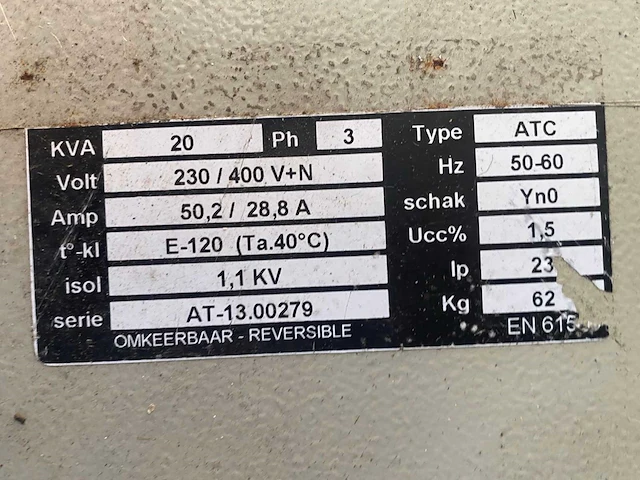 KVA 20 Ph 3 Type ATC
Volt 230 / 400 V+N Hz 50-60
Amp 50,2 / 28,8 A schak Yn0
t°-kl E-120 (Ta.40°C) Ucc% 1,5
isol 1,1 KV Ip 23
serie AT-13.00279 Kg 62
OMKEERBAAR - REVERSIBLE EN